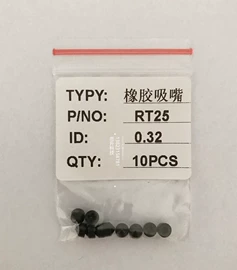 TYPY: 橡胶吸嘴
P/NO: RT25
ID: 0.32
QTY: 10PCS